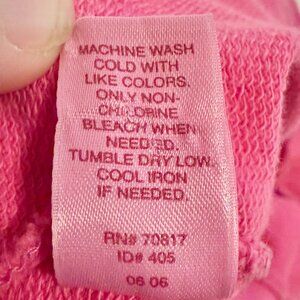 MACHINE WASH
COLD WITH
LIKE COLORS.
ONLY NON-
CHLORINE
BLEACH WHEN
NEEDED.
TUMBLE DRY LOW.
COOL IRON
IF NEEDED.
RN# 70817
ID# 405
06 06